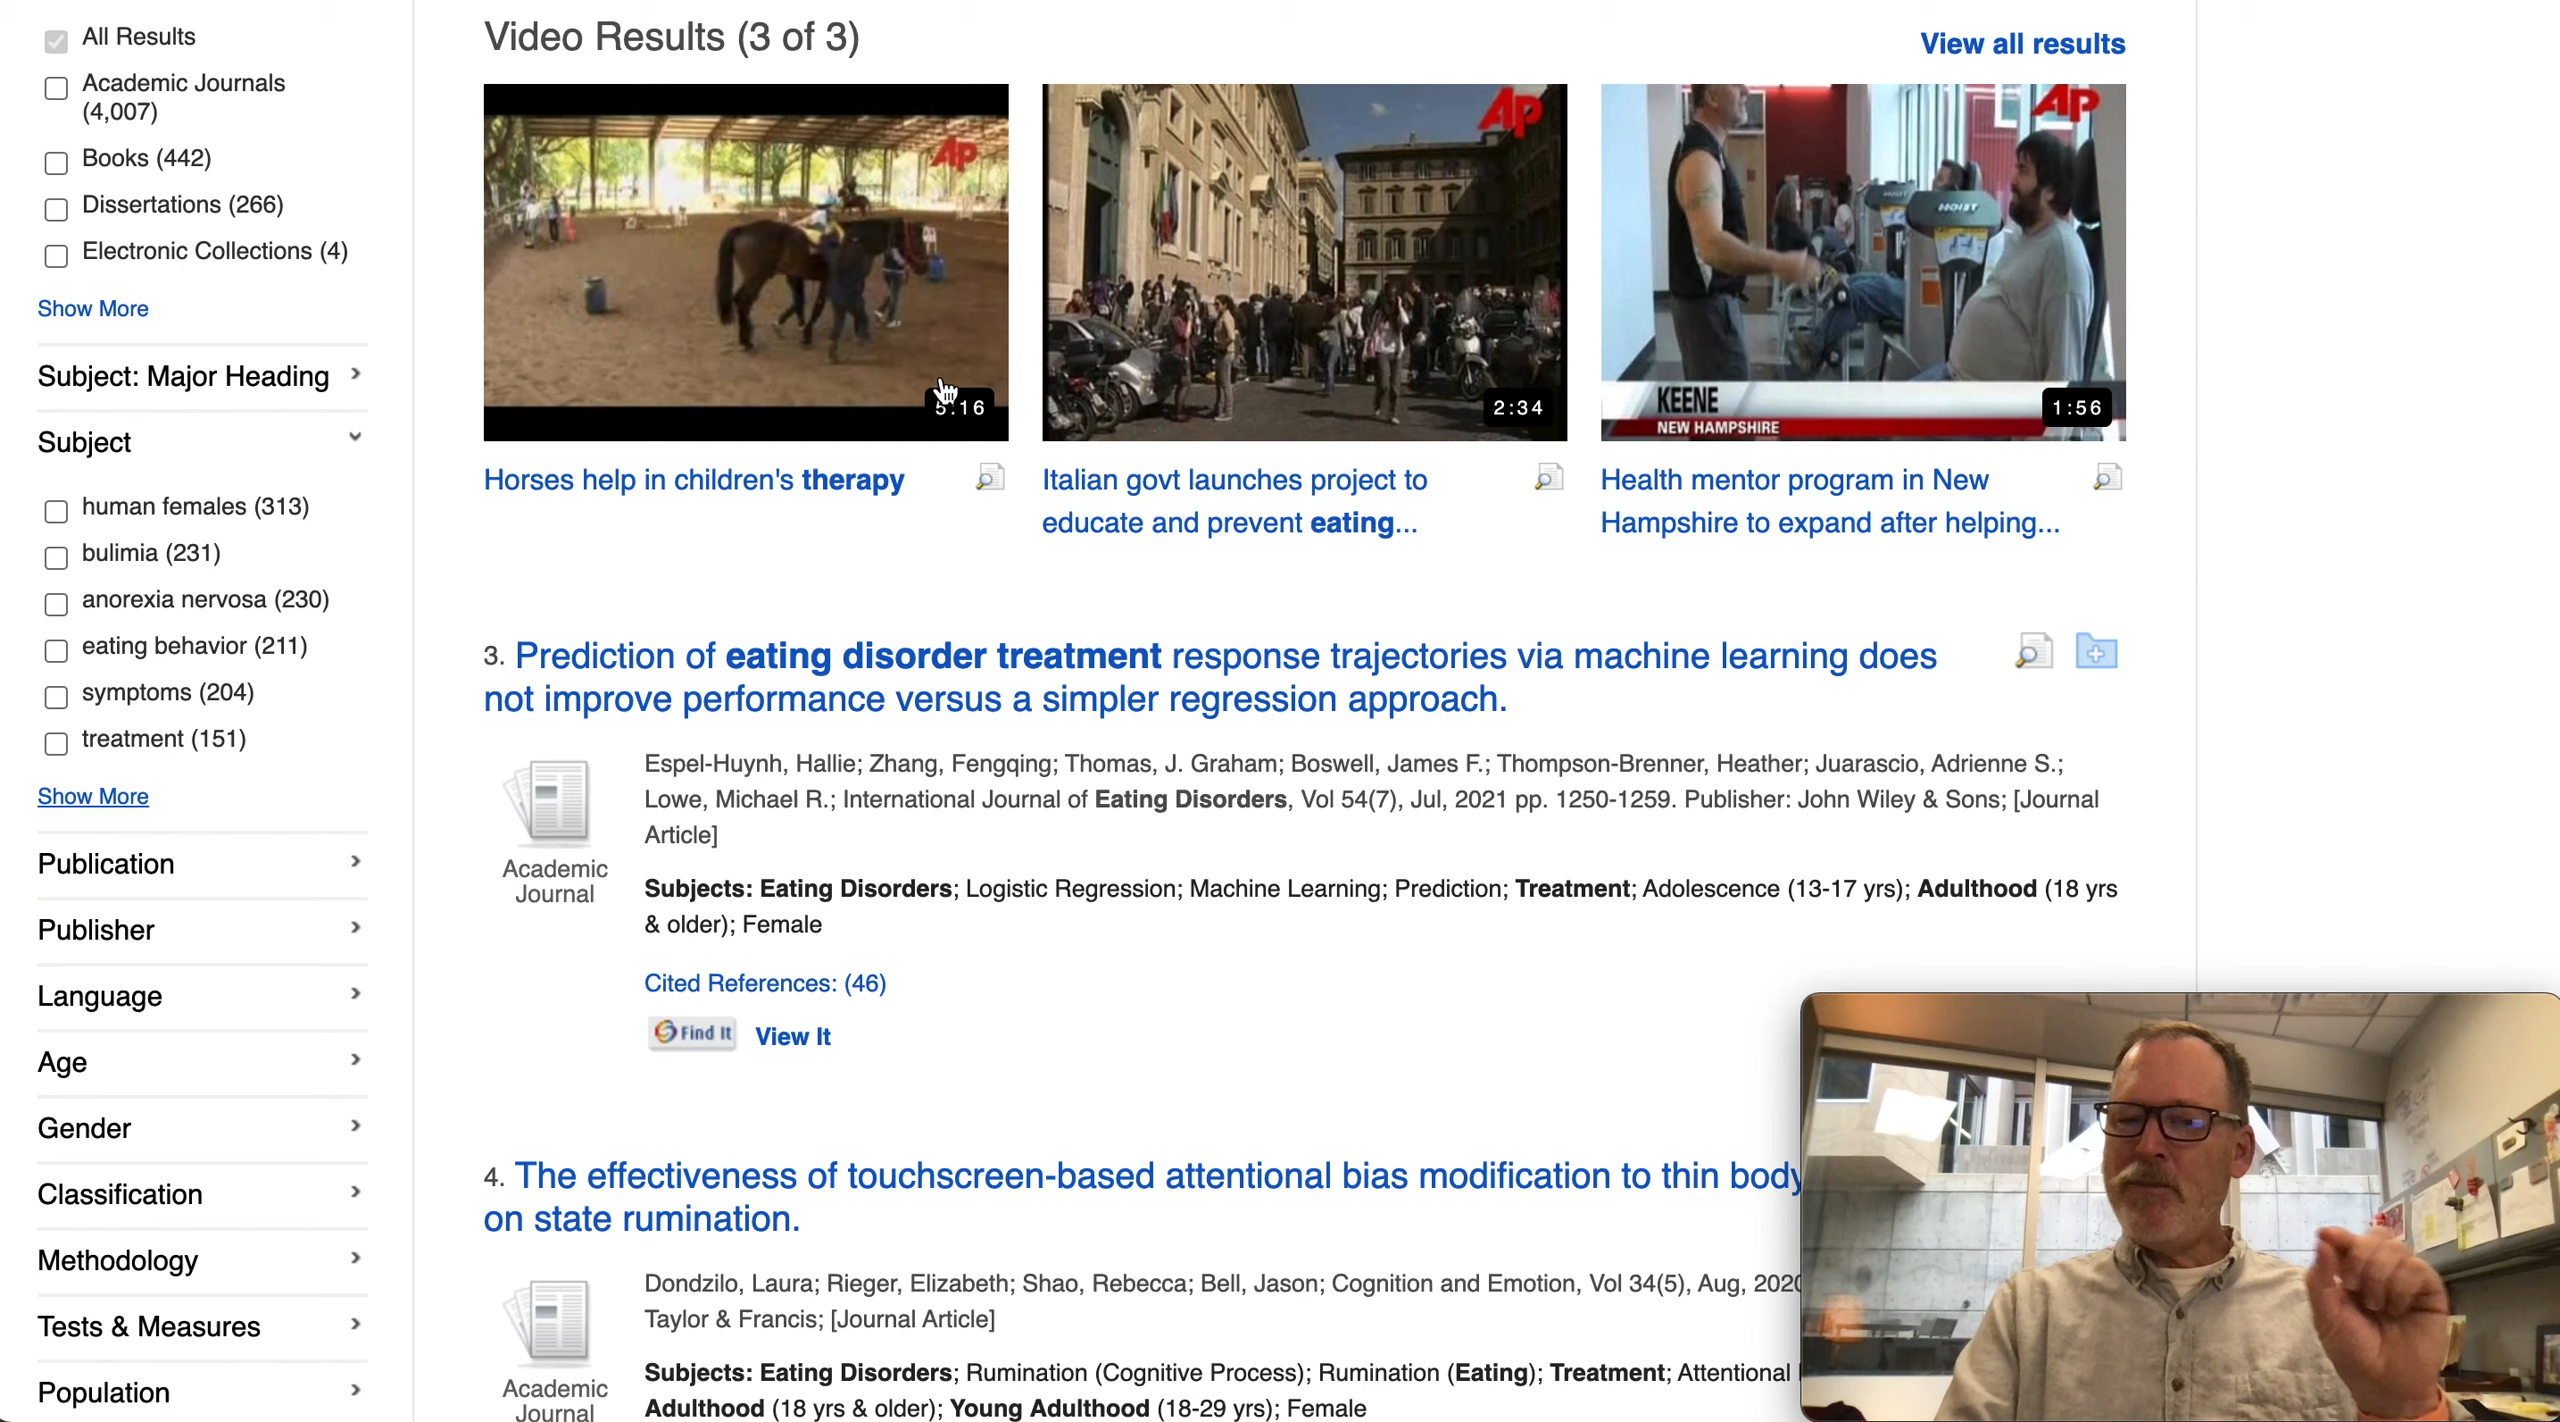 All Results
Academic Journals
(4,007)
Books (442)
Dissertations (266)
Electronic Collections (4)
Show More
Subject: Major Heading
Subject
human females (313)
bulimia (231)
anorexia nervosa (230)
eating behavior (211)
symptoms (204)
treatment (151)
Show More
Publication
Publisher
Language
Age
Gender
Classification
Methodology
Tests & Measures
Population
Video Results (3 of 3)
View all results
AP
5:16
AP
2:34
AP
HOIST
HOIST
KEENE
NEW HAMPSHIRE
1:56
Horses help in children's therapy
Italian govt launches project to
educate and prevent eating...
Health mentor program in New
Hampshire to expand after helping...
3. Prediction of eating disorder treatment response trajectories via machine learning does
not improve performance versus a simpler regression approach.
Academic
Journal
Espel-Huynh, Hallie; Zhang, Fengqing; Thomas, J. Graham; Boswell, James F.; Thompson-Brenner, Heather; Juarascio, Adrienne S.;
Lowe, Michael R.; International Journal of Eating Disorders, Vol 54(7), Jul, 2021 pp. 1250-1259. Publisher: John Wiley & Sons; [Journal
Article]
Subjects: Eating Disorders; Logistic Regression; Machine Learning; Prediction; Treatment; Adolescence (13-17 yrs); Adulthood (18 yrs
& older); Female
Cited References: (46)
Find It View It
4. The effectiveness of touchscreen-based attentional bias modification to thin body
on state rumination.
Academic
Journal
Dondzilo, Laura; Rieger, Elizabeth; Shao, Rebecca; Bell, Jason; Cognition and Emotion, Vol 34(5), Aug, 2020
Taylor & Francis; [Journal Article]
Subjects: Eating Disorders; Rumination (Cognitive Process); Rumination (Eating); Treatment; Attentional
Adulthood (18 yrs & older); Young Adulthood (18-29 yrs); Female